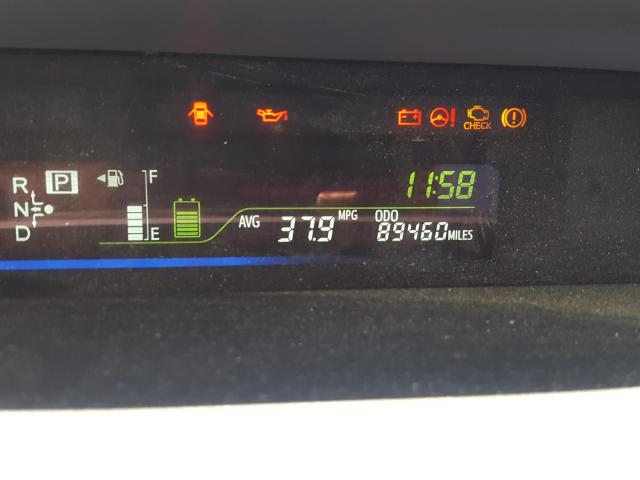 CHECK
R P F 11:58
N AVG 37.9 MPG ODO 89460 MILES
D E